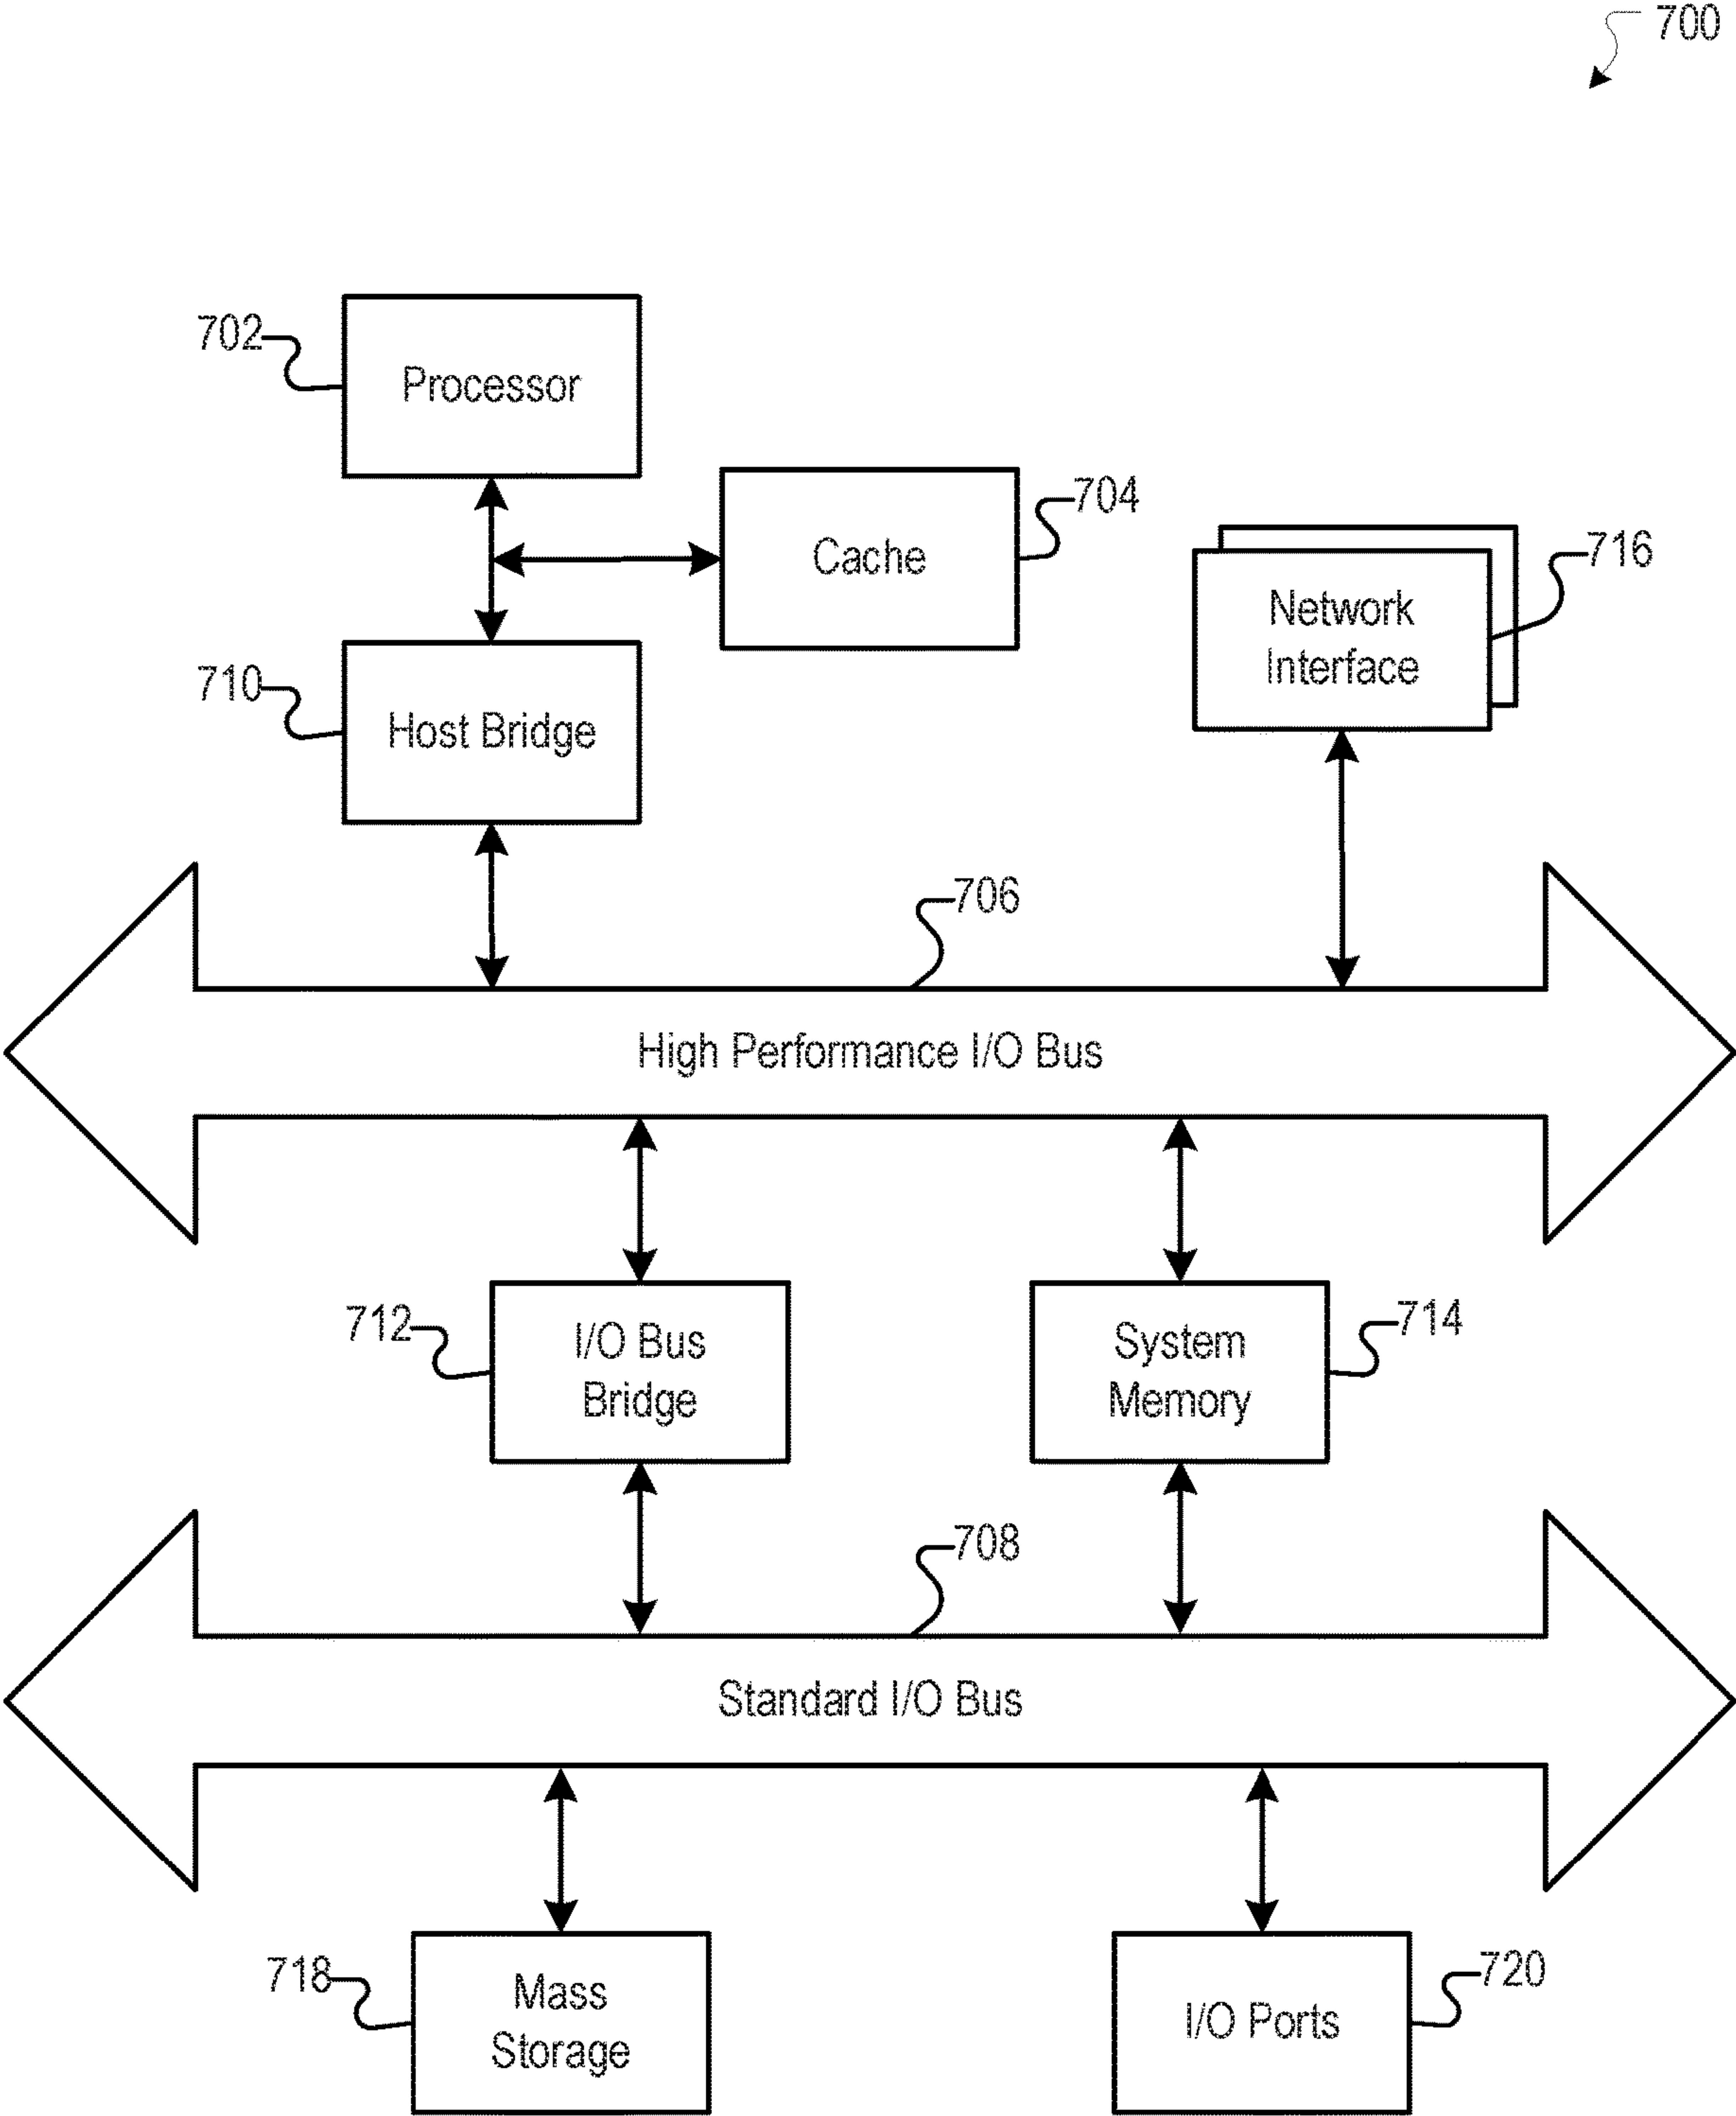 700
702
Processor
704
Cache
716
Network
Interface
710
Host Bridge
706
High Performance I/O Bus
712
I/O Bus
Bridge
System
Memory
714
708
Standard I/O Bus
718
Mass
Storage
I/O Ports
720